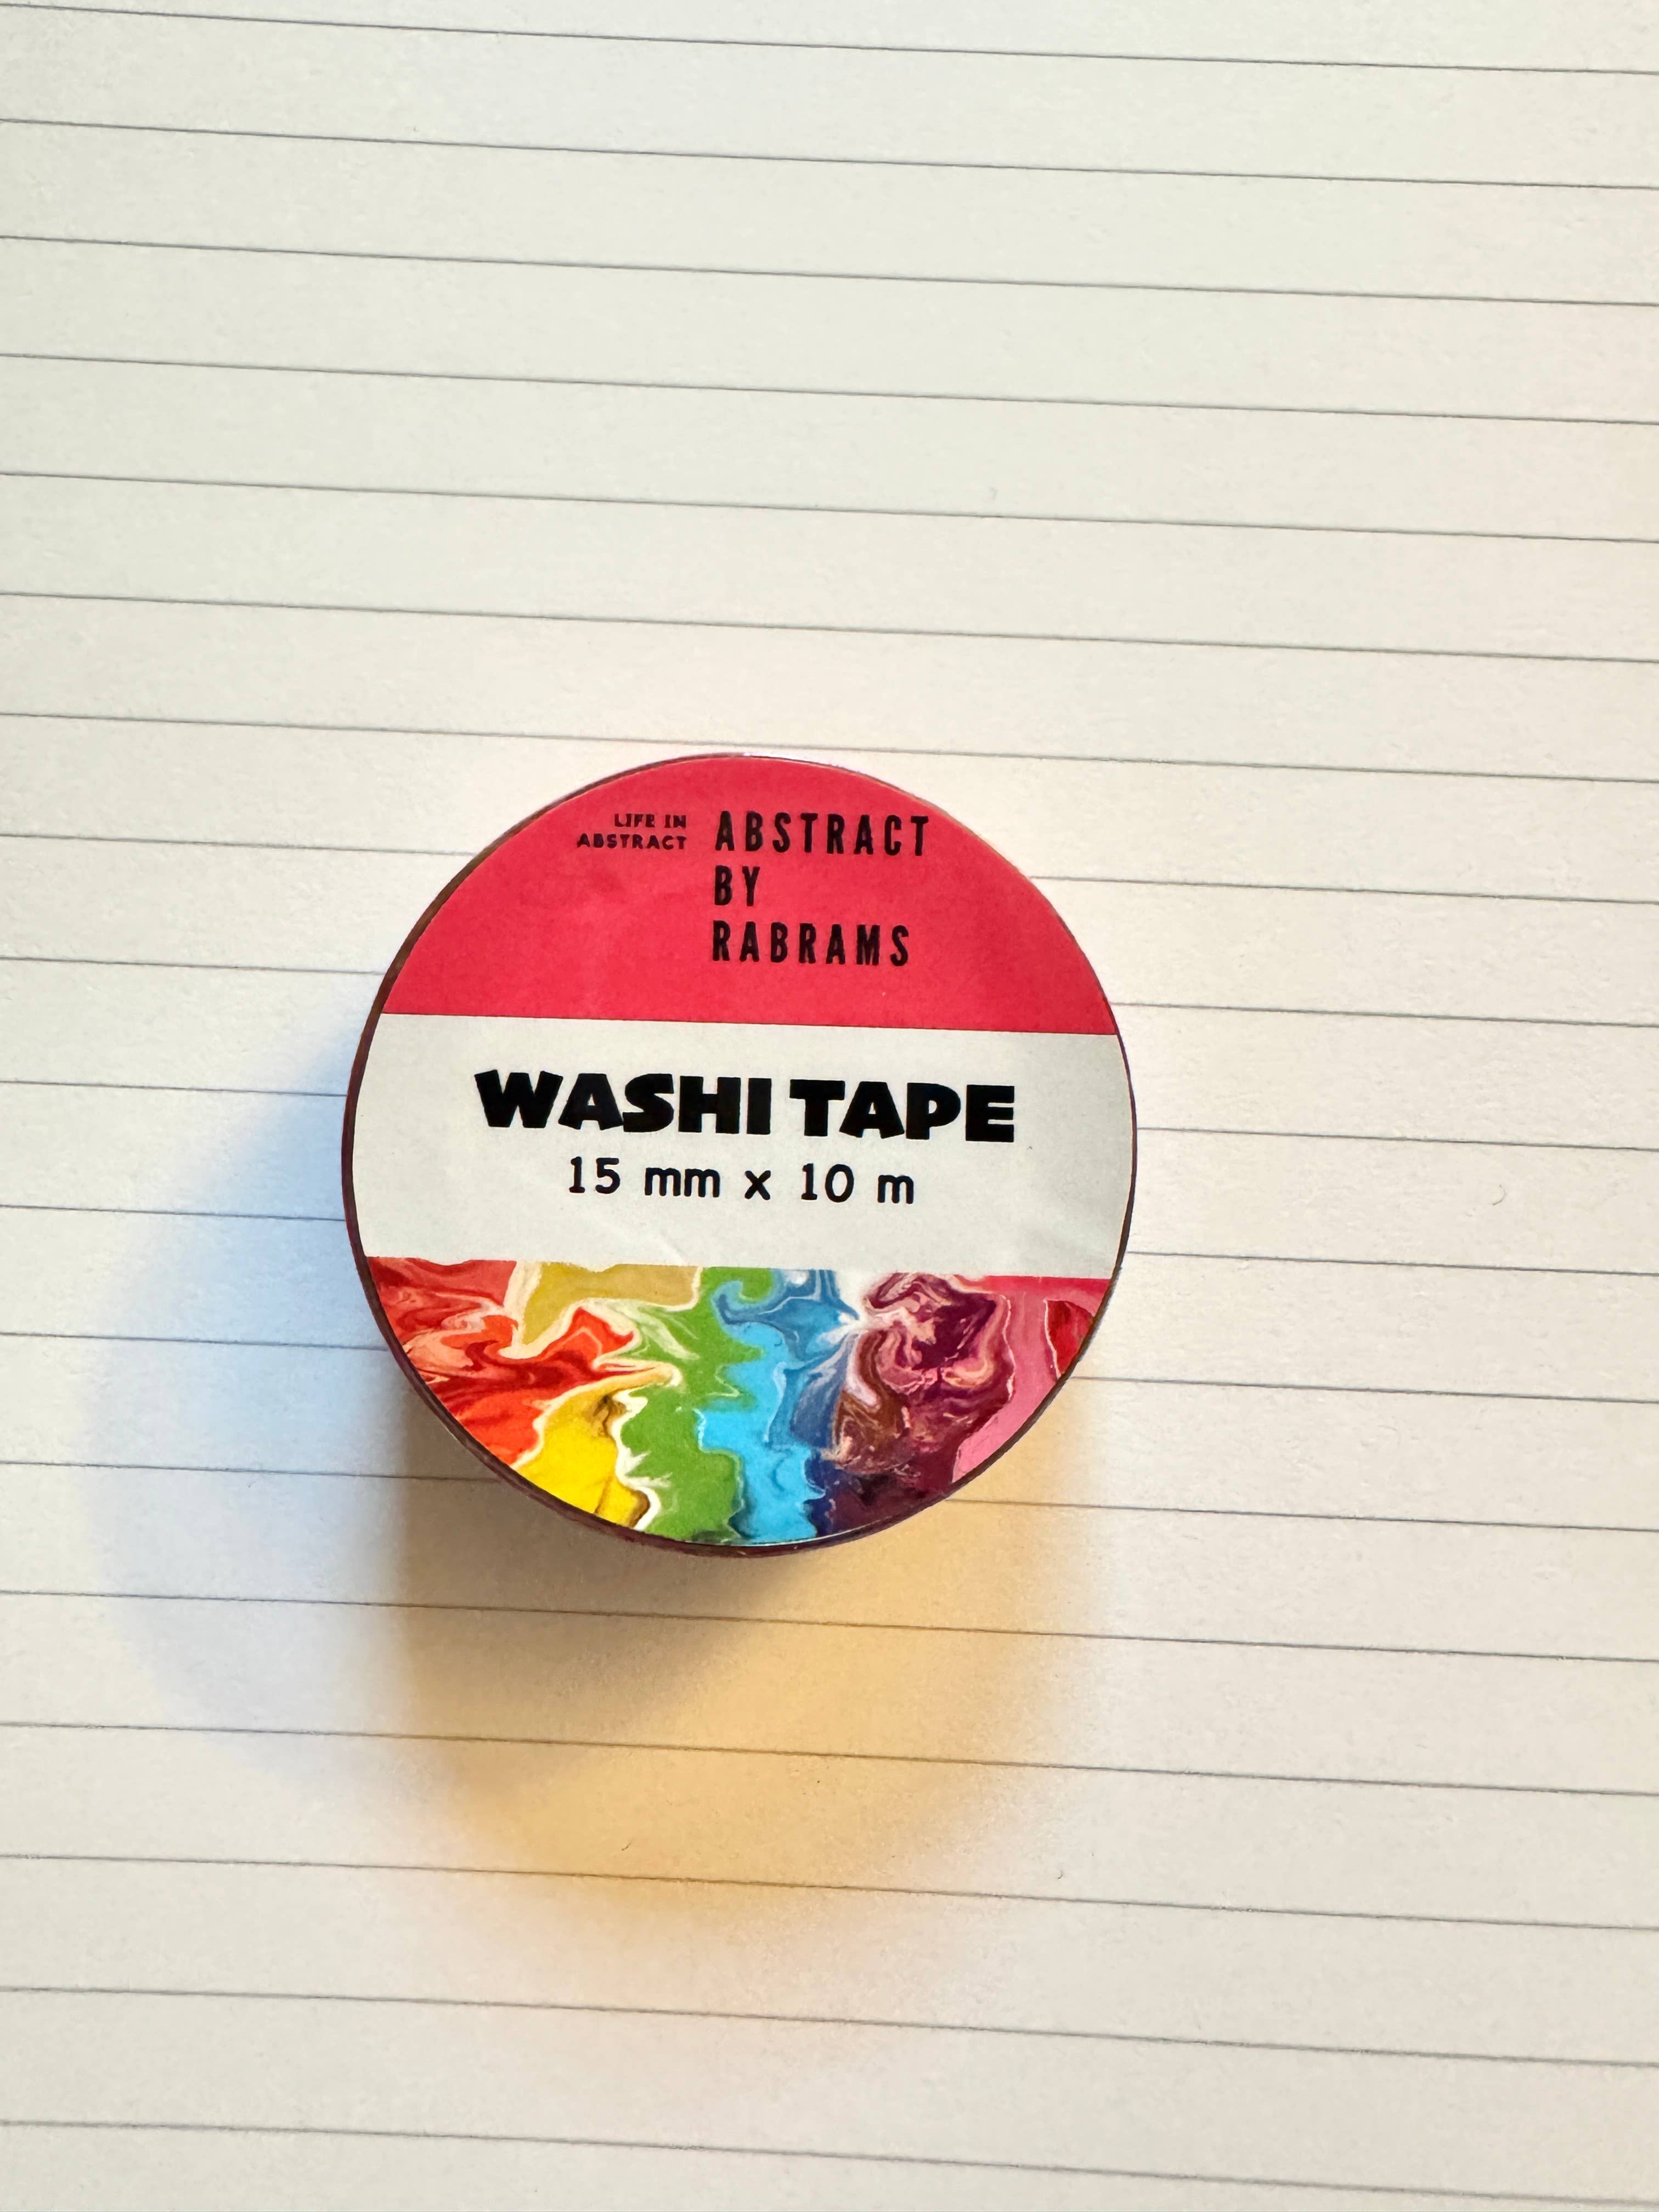 LIFE IN
ABSTRACT
ABSTRACT
BY
RABRAMS
WASHI TAPE
15 mm x 10 m